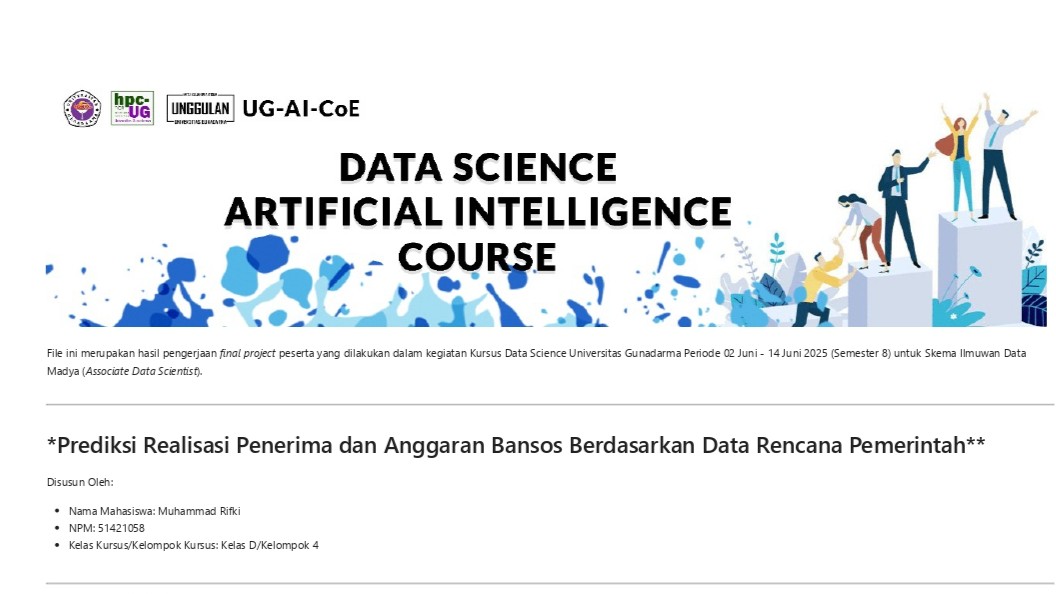 hpc-
UG
UNGGULAN
UG-AI-CoE
DATA SCIENCE
ARTIFICIAL INTELLIGENCE
COURSE
File ini merupakan hasil pengerjaan final project peserta yang dilakukan dalam kegiatan Kursus Data Science Universitas Gunadarma Periode 02 Juni - 14 Juni 2025 (Semester 8) untuk Skema Ilmuwan Data
Madya (Associate Data Scientist).
*Prediksi Realisasi Penerima dan Anggaran Bansos Berdasarkan Data Rencana Pemerintah**
Disusun Oleh:
• Nama Mahasiswa: Muhammad Rifki
• NPM: 51421058
• Kelas Kursus/Kelompok Kursus: Kelas D/Kelompok 4